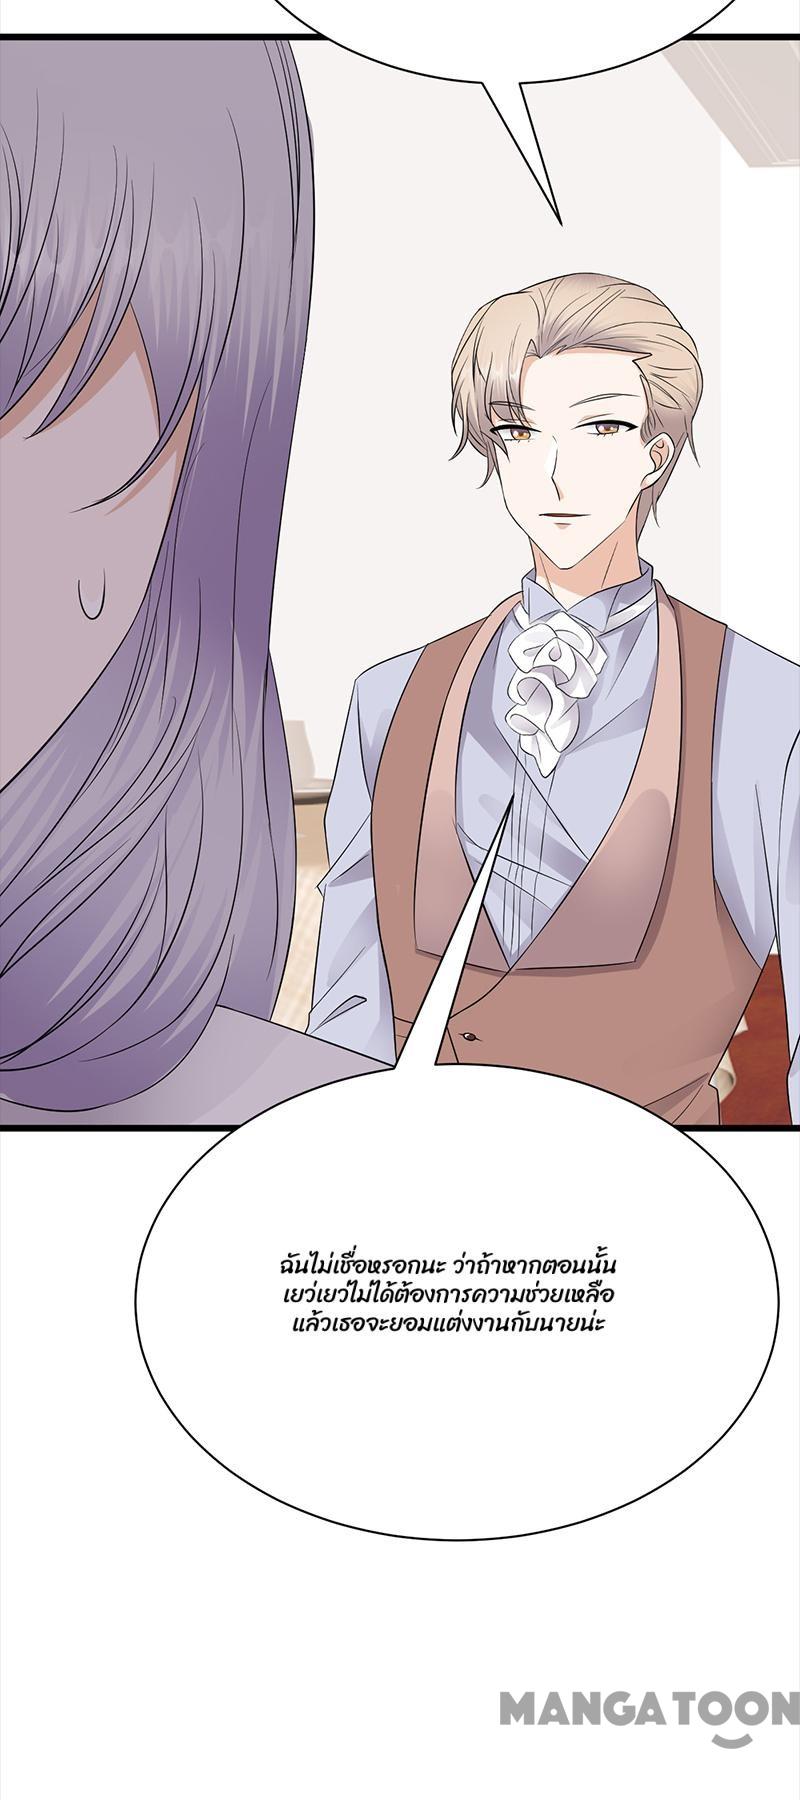 ฉันไม่เชื่อหรอกนะ ว่าถ้าหากตอนนั้น
เยว่เยว่ไม่ได้ต้องการความช่วยเหลือ
แล้วเธอจะยอมแต่งงานกับนายน่ะ
MANGATOON